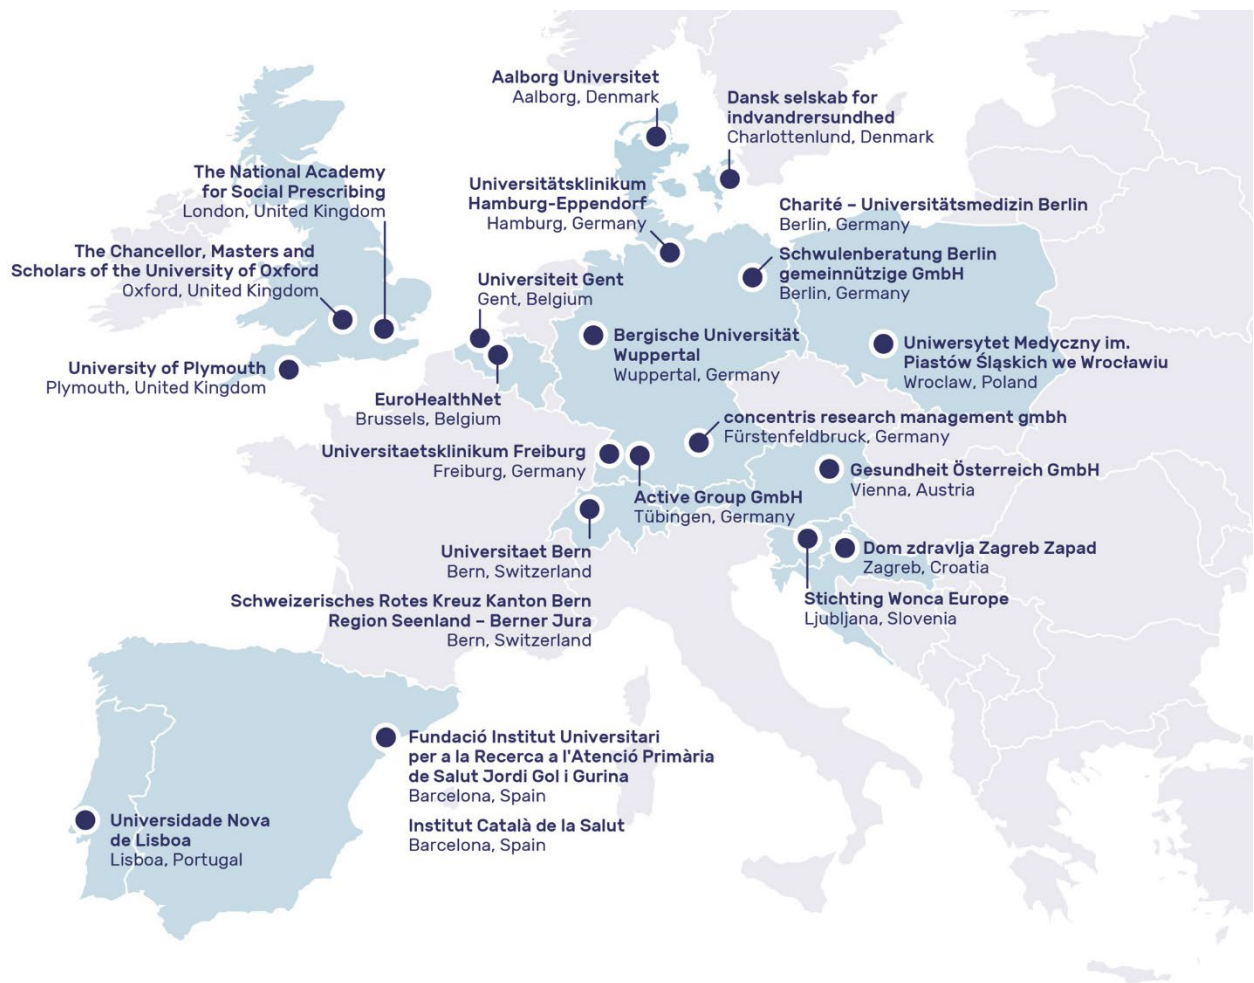 Aalborg Universitet
Aalborg, Denmark
Dansk selskab for
indvandrersundhed
Charlottenlund, Denmark
The National Academy
for Social Prescribing
London, United Kingdom
Universitätsklinikum
Hamburg-Eppendorf
Hamburg, Germany
Charité – Universitätsmedizin Berlin
Berlin, Germany
Schwulenberatung Berlin
gemeinnützige GmbH
Berlin, Germany
The Chancellor, Masters and
Scholars of the University of Oxford
Oxford, United Kingdom
Universiteit Gent
Gent, Belgium
Bergische Universität
Wuppertal
Wuppertal, Germany
Uniwersytet Medyczny im.
Piastów Śląskich we Wrocławiu
Wroclaw, Poland
University of Plymouth
Plymouth, United Kingdom
EuroHealthNet
Brussels, Belgium
concentris research management gmbh
Fürstenfeldbruck, Germany
Universitaetsklinikum Freiburg
Freiburg, Germany
Gesundheit Österreich GmbH
Vienna, Austria
Active Group GmbH
Tübingen, Germany
Universitaet Bern
Bern, Switzerland
Dom zdravlja Zagreb Zapad
Zagreb, Croatia
Schweizerisches Rotes Kreuz Kanton Bern
Region Seenland – Berner Jura
Bern, Switzerland
Stichting Wonca Europe
Ljubljana, Slovenia
Fundació Institut Universitari
per a la Recerca a l'Atenció Primària
de Salut Jordi Gol i Gurina
Barcelona, Spain
Institut Català de la Salut
Barcelona, Spain
Universidade Nova
de Lisboa
Lisboa, Portugal